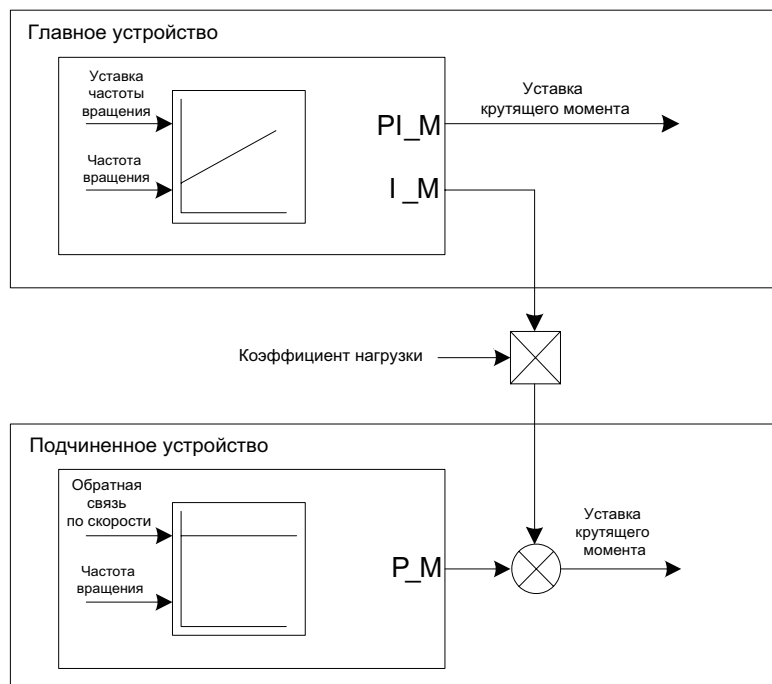 Главное устройство
Уставка
частоты
вращения
Частота
вращения
PI_M
I _M
Уставка
крутящего момента
Коэффициент нагрузки
Подчиненное устройство
Обратная
связь
по скорости
Частота
вращения
P_M
Уставка
крутящего
момента